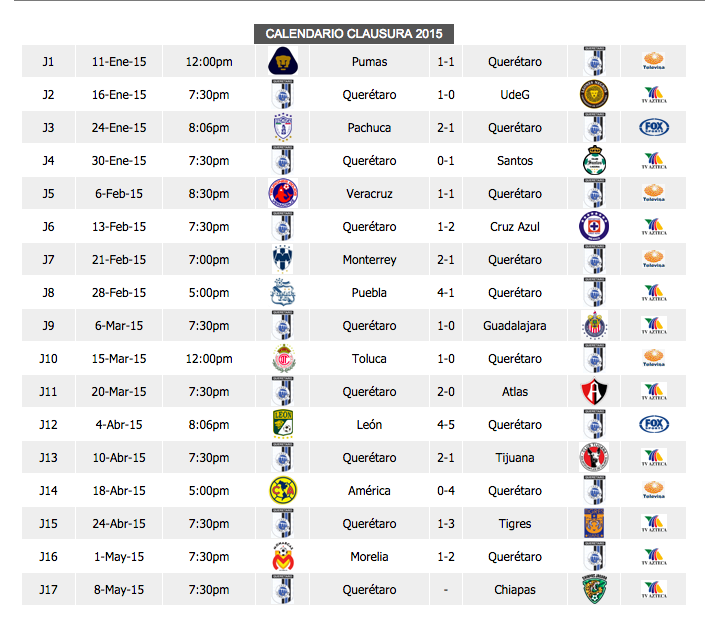 CALENDARIO CLAUSURA 2015
J1 11-Ene-15 12:00pm Pumas 1-1 Querétaro Televisa
J2 16-Ene-15 7:30pm Querétaro 1-0 UdeG TV AZTECA
J3 24-Ene-15 8:06pm Pachuca 2-1 Querétaro FOX SPORTS
J4 30-Ene-15 7:30pm Querétaro 0-1 Santos TV AZTECA
J5 6-Feb-15 8:30pm Veracruz 1-1 Querétaro Televisa
J6 13-Feb-15 7:30pm Querétaro 1-2 Cruz Azul TV AZTECA
J7 21-Feb-15 7:00pm Monterrey 2-1 Querétaro Televisa
J8 28-Feb-15 5:00pm Puebla 4-1 Querétaro TV AZTECA
J9 6-Mar-15 7:30pm Querétaro 1-0 Guadalajara TV AZTECA
J10 15-Mar-15 12:00pm Toluca 1-0 Querétaro Televisa
J11 20-Mar-15 7:30pm Querétaro 2-0 Atlas TV AZTECA
J12 4-Abr-15 8:06pm León 4-5 Querétaro FOX SPORTS
J13 10-Abr-15 7:30pm Querétaro 2-1 Tijuana TV AZTECA
J14 18-Abr-15 5:00pm América 0-4 Querétaro Televisa
J15 24-Abr-15 7:30pm Querétaro 1-3 Tigres TV AZTECA
J16 1-May-15 7:30pm Morelia 1-2 Querétaro TV AZTECA
J17 8-May-15 7:30pm Querétaro - Chiapas TV AZTECA